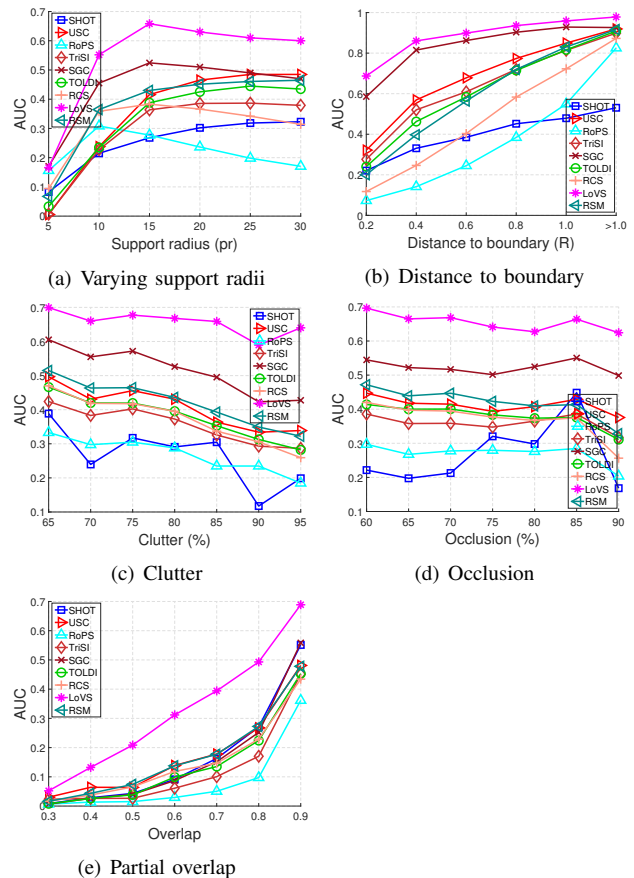 0.8
0.7
0.6
0.5
0.4
0.3
0.2
0.1
0
AUC
SHOT
USC
RoPS
TriSI
SGC
TOLDI
RCS
LoVS
RSM
5 10 15 20 25 30
Support radius (pr)
(a) Varying support radii
1
0.8
0.6
0.4
0.2
0
AUC
SHOT
USC
RoPS
TriSI
SGC
TOLDI
RCS
LoVS
RSM
0.2 0.4 0.6 0.8 1.0 >1.0
Distance to boundary (R)
(b) Distance to boundary
0.7
0.6
0.5
0.4
0.3
0.2
0.1
AUC
SHOT
USC
RoPS
TriSI
SGC
TOLDI
RCS
LoVS
RSM
65 70 75 80 85 90 95
Clutter (%)
(c) Clutter
0.7
0.6
0.5
0.4
0.3
0.2
0.1
AUC
SHOT
USC
RoPS
TriSI
SGC
TOLDI
RCS
LoVS
RSM
60 65 70 75 80 85 90
Occlusion (%)
(d) Occlusion
0.7
0.6
0.5
0.4
0.3
0.2
0.1
0
AUC
SHOT
USC
RoPS
TriSI
SGC
TOLDI
RCS
LoVS
RSM
0.3 0.4 0.5 0.6 0.7 0.8 0.9
Overlap
(e) Partial overlap